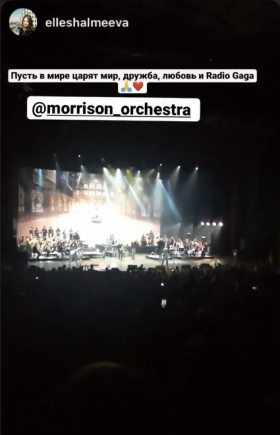 elleshalmeeva
Пусть в мире царят мир, дружба, любовь и Radio Gaga
🙏❤️
@morrison_orchestra